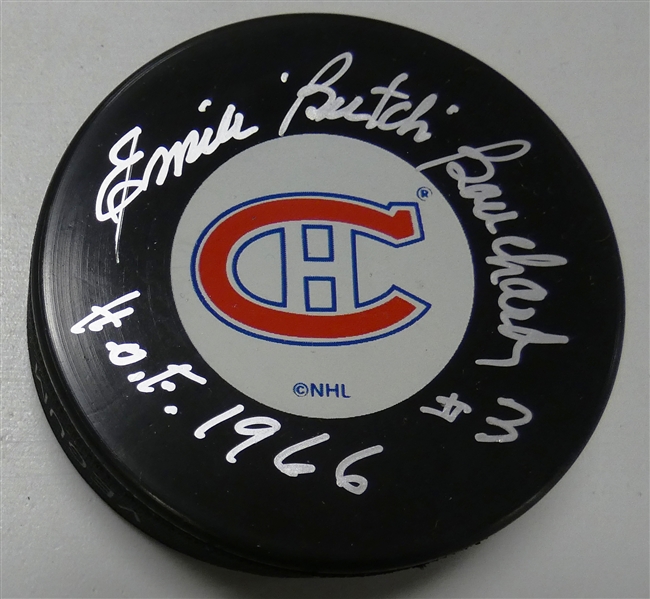 Emile 'Butch' Bouchard
#3
H.O.F. 1966
®
©NHL